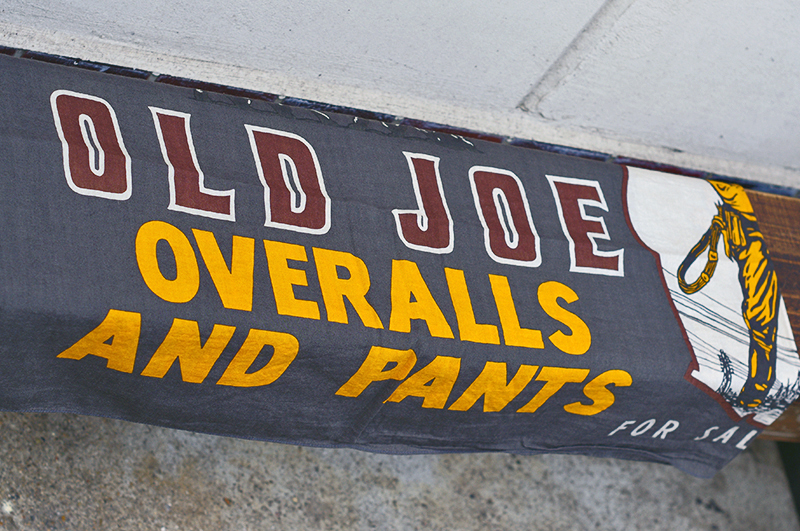 OLD JOE
OVERALLS
AND PANTS
FOR SAL